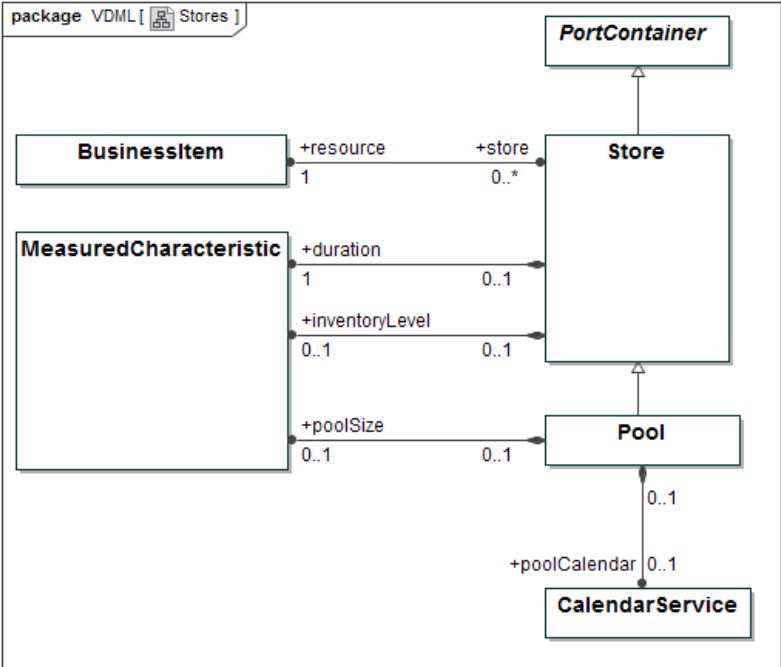 package VDML [ Stores ]
PortContainer
BusinessItem
+resource
+store
1
0..*
Store
MeasuredCharacteristic
+duration
1
0..1
+inventoryLevel
0..1
0..1
+poolSize
0..1
0..1
Pool
0..1
+poolCalendar
0..1
CalendarService